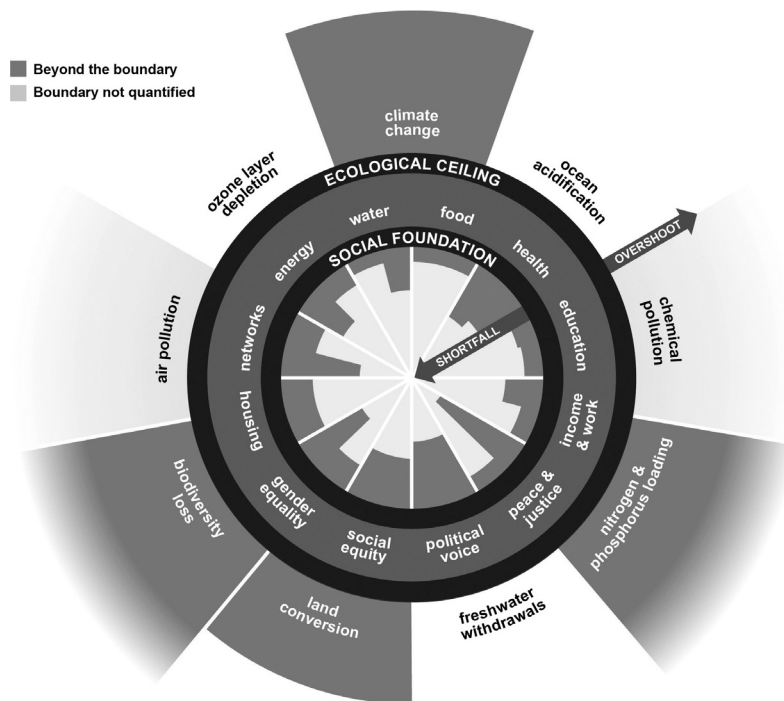 Beyond the boundary
Boundary not quantified
climate
change
ozone layer
depletion
ocean
acidification
ECOLOGICAL CEILING
water
food
energy
health
SOCIAL FOUNDATION
OVERSHOOT
air pollution
networks
SHORTFALL
education
chemical
pollution
housing
income
& work
biodiversity
loss
gender
equality
social
equity
political
voice
peace &
justice
nitrogen &
phosphorus loading
land
conversion
freshwater
withdrawals